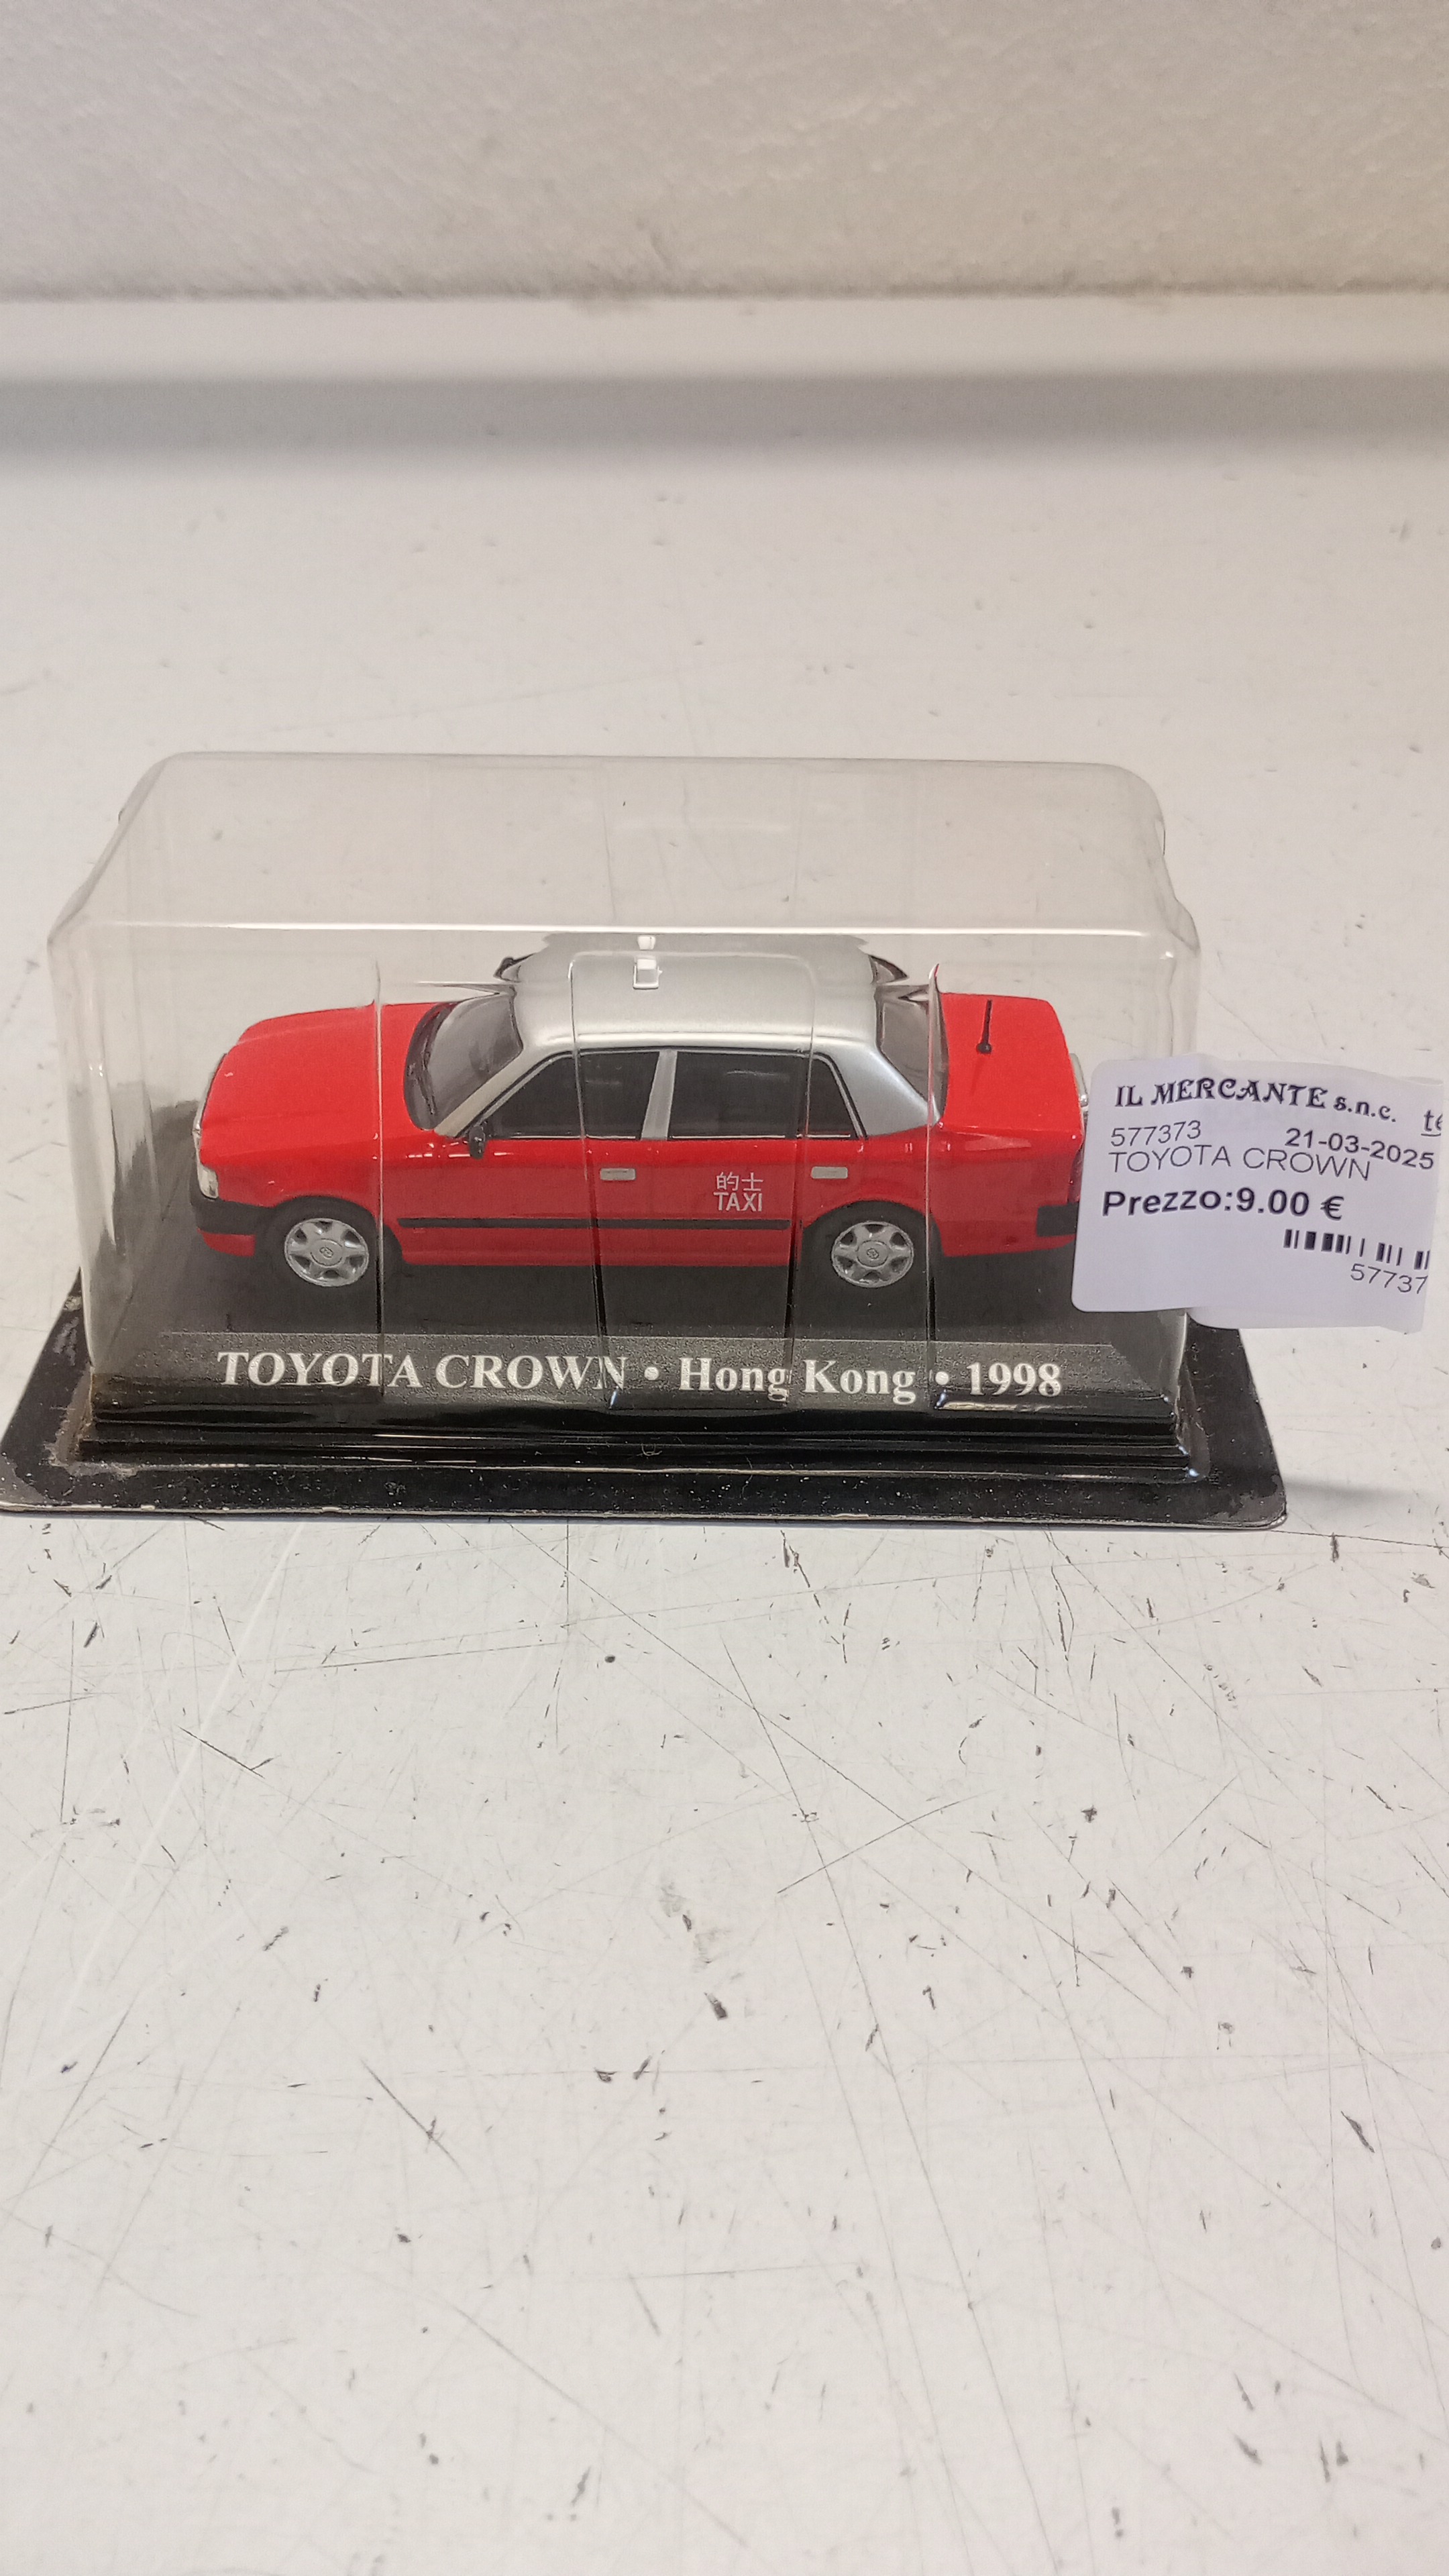 的士
TAXI
TOYOTA CROWN • Hong Kong • 1998
IL MERCANTE s.n.c.
577373 21-03-2025
TOYOTA CROWN
Prezzo:9.00 €
57737